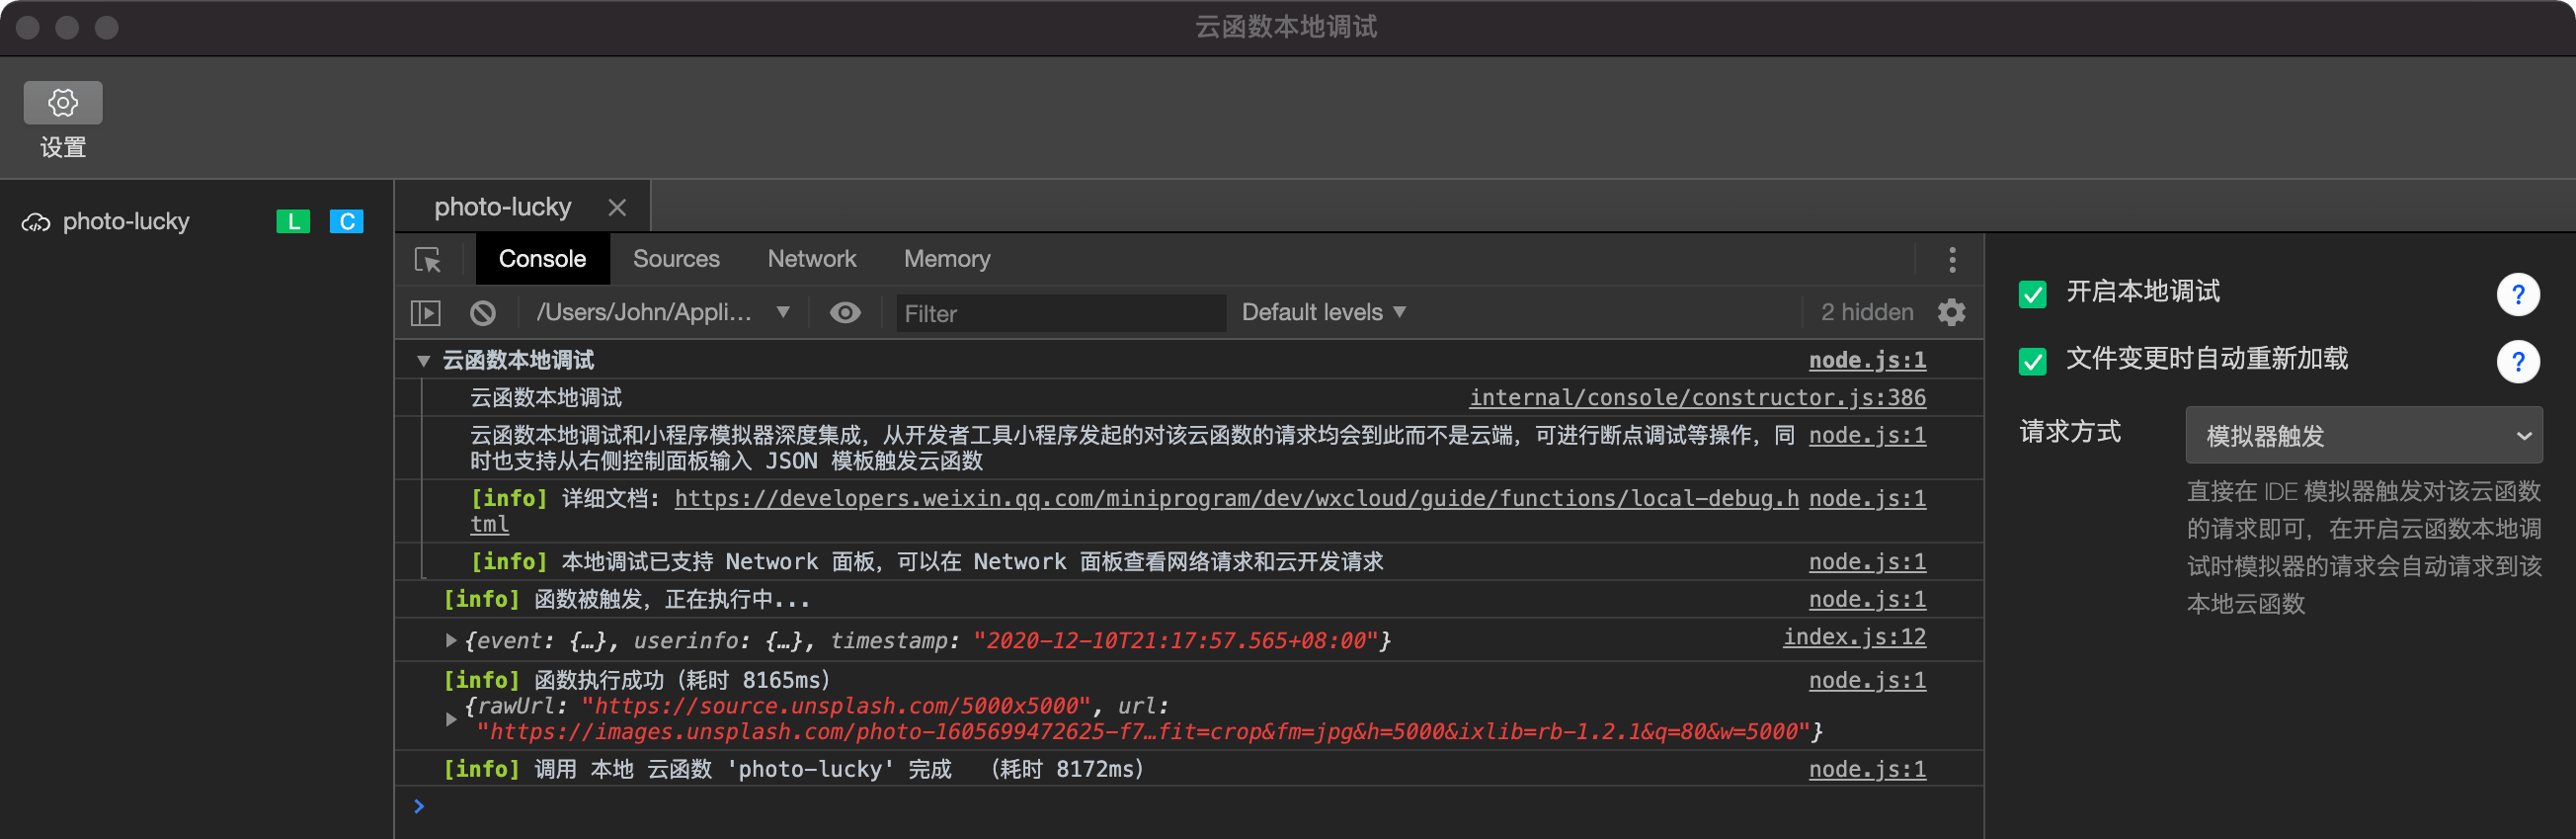 云函数本地调试
设置
photo-lucky L C
photo-lucky
Console Sources Network Memory
/Users/John/Appli... Filter Default levels 2 hidden
云函数本地调试 node.js:1
云函数本地调试 internal/console/constructor.js:386
云函数本地调试和小程序模拟器深度集成，从开发者工具小程序发起的对该云函数的请求均会到此而不是云端，可进行断点调试等操作，同 node.js:1
时也支持从右侧控制面板输入 JSON 模板触发云函数
[info] 详细文档: https://developers.weixin.qq.com/miniprogram/dev/wxcloud/guide/functions/local-debug.h node.js:1
tml
[info] 本地调试已支持 Network 面板，可以在 Network 面板查看网络请求和云开发请求 node.js:1
[info] 函数被触发，正在执行中... node.js:1
{event: {…}, userinfo: {…}, timestamp: "2020-12-10T21:17:57.565+08:00"} index.js:12
[info] 函数执行成功（耗时 8165ms） node.js:1
{rawUrl: "https://source.unsplash.com/5000x5000", url:
"https://images.unsplash.com/photo-1605699472625-f7…fit=crop&fm=jpg&h=5000&ixlib=rb-1.2.1&q=80&w=5000"}
[info] 调用 本地 云函数 'photo-lucky' 完成 （耗时 8172ms） node.js:1
开启本地调试 ?
文件变更时自动重新加载 ?
请求方式 模拟器触发
直接在 IDE 模拟器触发对该云函数
的请求即可，在开启云函数本地调
试时模拟器的请求会自动请求到该
本地云函数